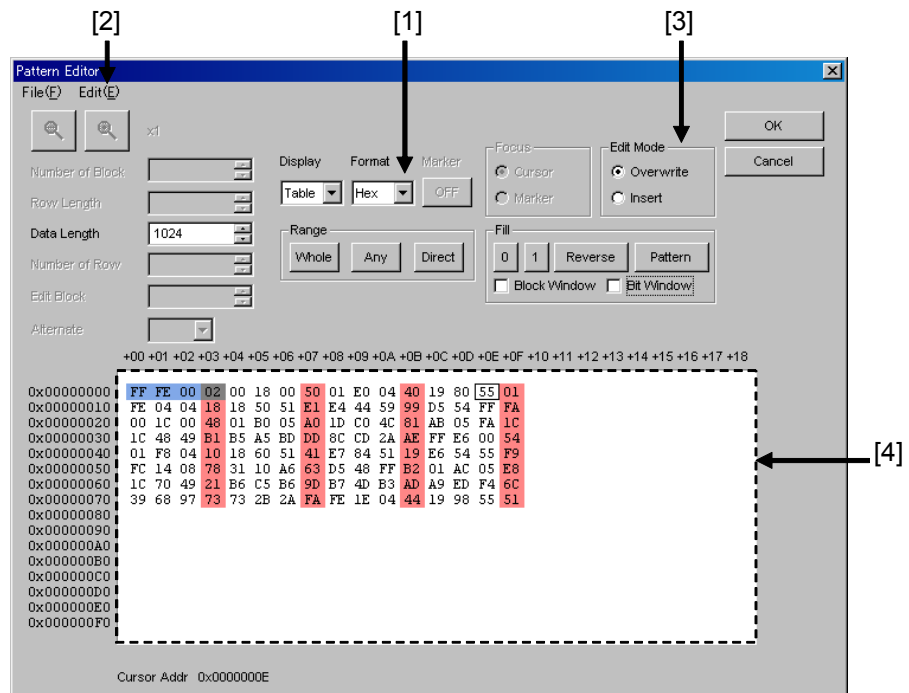 [2] [1] [3]
Pattern Editor
File(F) Edit(E)
x1
OK
Cancel
Number of Block
Row Length
Data Length 1024
Number of Row
Edit Block
Alternate
Display Format Marker
Table Hex OFF
Focus
Cursor
Marker
Edit Mode
Overwrite
Insert
Range
Whole Any Direct
Fill
0 1 Reverse Pattern
Block Window Bit Window
+00 +01 +02 +03 +04 +05 +06 +07 +08 +09 +0A +0B +0C +0D +0E +0F +10 +11 +12 +13 +14 +15 +16 +17 +18
0x00000000 FF FE 00 02 00 18 00 50 01 E0 04 40 19 80 55 01
0x00000010 FE 04 04 18 18 50 51 E1 E4 44 59 99 D5 54 FF FA
0x00000020 00 1C 00 48 01 B0 05 A0 1D C0 4C 81 AB 05 FA 1C
0x00000030 1C 48 49 B1 B5 A5 BD DD 8C CD 2A AE FF E6 00 54
0x00000040 01 F8 04 10 18 60 51 41 E7 84 51 19 E6 54 55 F9
0x00000050 FC 14 08 78 31 10 A6 63 D5 48 FF B2 01 AC 05 E8
0x00000060 1C 70 49 21 B6 C5 B6 9D B7 4D B3 AD A9 ED F4 6C
0x00000070 39 68 97 73 73 2B 2A FA FE 1E 04 44 19 98 55 51
0x00000080
0x00000090
0x000000A0
0x000000B0
0x000000C0
0x000000D0
0x000000E0
0x000000F0
[4]
Cursor Addr 0x0000000E